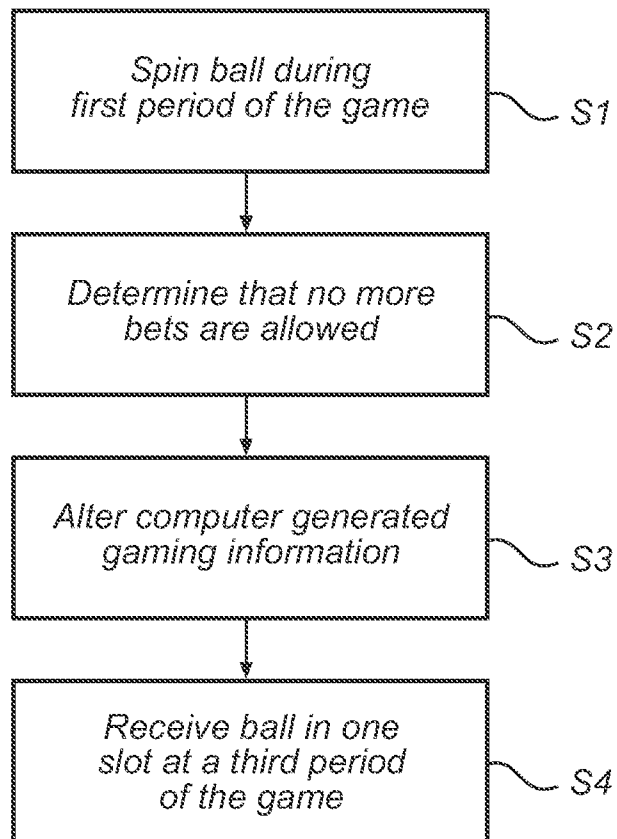 Spin ball during
first period of the game
S1
Determine that no more
bets are allowed
S2
Alter computer generated
gaming information
S3
Receive ball in one
slot at a third period
of the game
S4